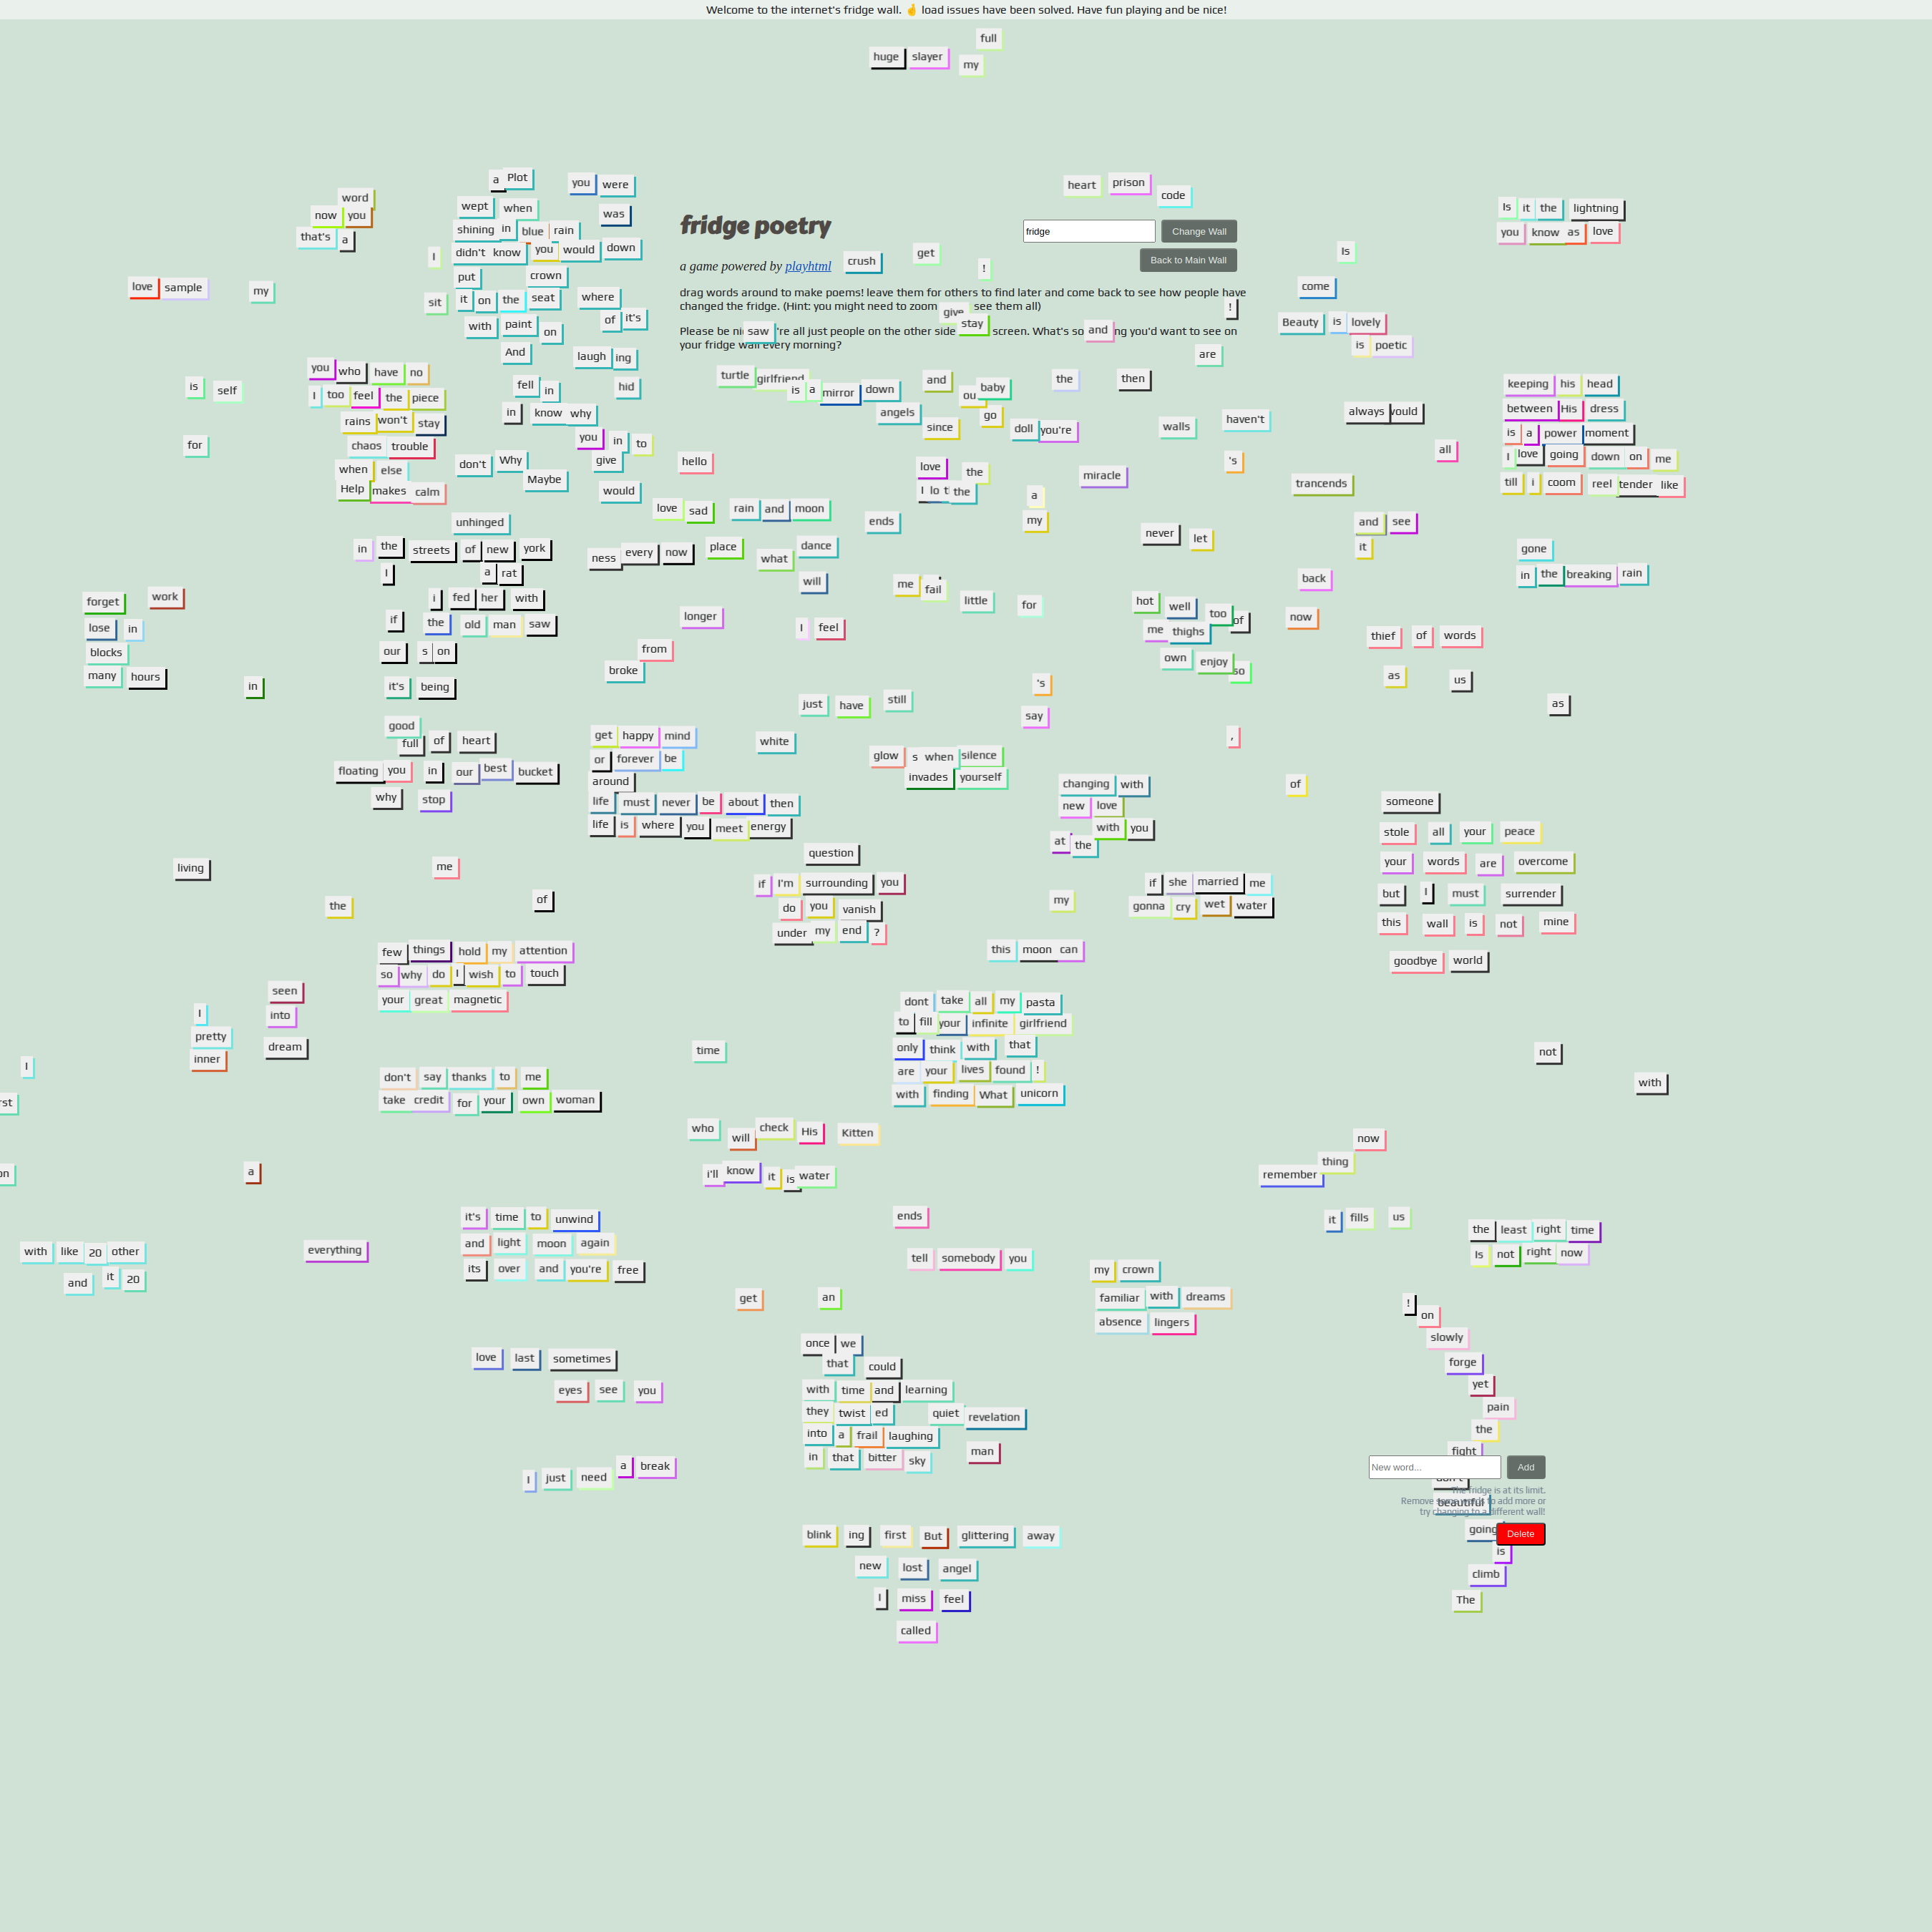 Welcome to the internet's fridge wall. 🤞 load issues have been solved. Have fun playing and be nice!
full
huge slayer my
a Plot you were
heart prison code
word
now you
that's a
wept when was
shining in blue rain
I didn't know you would down
put crown
sit it on the seat where
with paint on of it's
And laugh ing
fell in hid
in know why
you in to
don't Why give
Maybe
would
fridge poetry
fridge
Change Wall
Back to Main Wall
a game powered by playhtml
crush get !
drag words around to make poems! leave them for others to find later and come back to see how people have
changed the fridge. (Hint: you might need to zoom see them all)
give !
Please be nic 're all just people on the other side screen. What's so ng you'd want to see on
saw stay and
your fridge wall every morning?
Is it the lightning
you know as love
Is
come
Beauty is lovely
is poetic
are
love sample my
is self
for
you who have no
I too feel the piece
rains won't stay
chaos trouble
when else
Help makes calm
turtle girlfriend
is a mirror down
and ou baby
the then
angels go
since doll you're
walls haven't
always
keeping his head
between His dress
is a power moment
I love going down on me
till i coom reel tender like
all
hello
love the
I lo the
miracle
's
trancends
a
my
love sad rain and moon
ends
and see
it
never let
unhinged
in the streets of new york
I a rat
i fed her with
if the old man saw
our s on
it's being
ness every now place
what dance
will
me fail
little for
gone
in the breaking rain
back
forget work
lose in
blocks
many hours
in
longer
I feel
from
broke
hot well too of
me thighs
own enjoy so
now
thief of words
as us
as
's
say
just have still
,
good
full of heart
floating you in our best bucket
why stop
get happy mind
or forever be
around
life must never be about then
life is where you meet energy
white
glow s when silence
invades yourself
changing with
new love
with you
at the
of
someone
stole all your peace
your words are overcome
but I must surrender
this wall is not mine
goodbye world
question
if I'm surrounding you
do you vanish
under my end ?
living
me
the
of
my
if she married me
gonna cry wet water
this moon can
few things hold my attention
so why do I wish to touch
your great magnetic
seen
into
dream
I
pretty
inner
I
rst
time
dont take all my pasta
to fill your infinite girlfriend
only think with that
are your lives found !
with finding What unicorn
not
with
don't say thanks to me
take credit for your own woman
who will check His Kitten
i'll know it is water
on
a
now
thing
remember
it's time to unwind
and light moon again
its over and you're free
ends
tell somebody you
it fills us
the least right time
Is not right now
with like 20 other
and it 20
everything
my crown
familiar with dreams
absence lingers
get an
!
on
slowly
forge
yet
pain
the
fight
New word...
Add
don't
The fridge is at its limit.
Remove some words to add more or
try changing to a different wall!
beautiful
going
Delete
is
climb
The
once we
that could
with time and learning
they twist ed quiet revelation
into a frail laughing
in that bitter sky
man
love last sometimes
eyes see you
I just need a break
blink ing first But glittering away
new lost angel
I miss feel
called